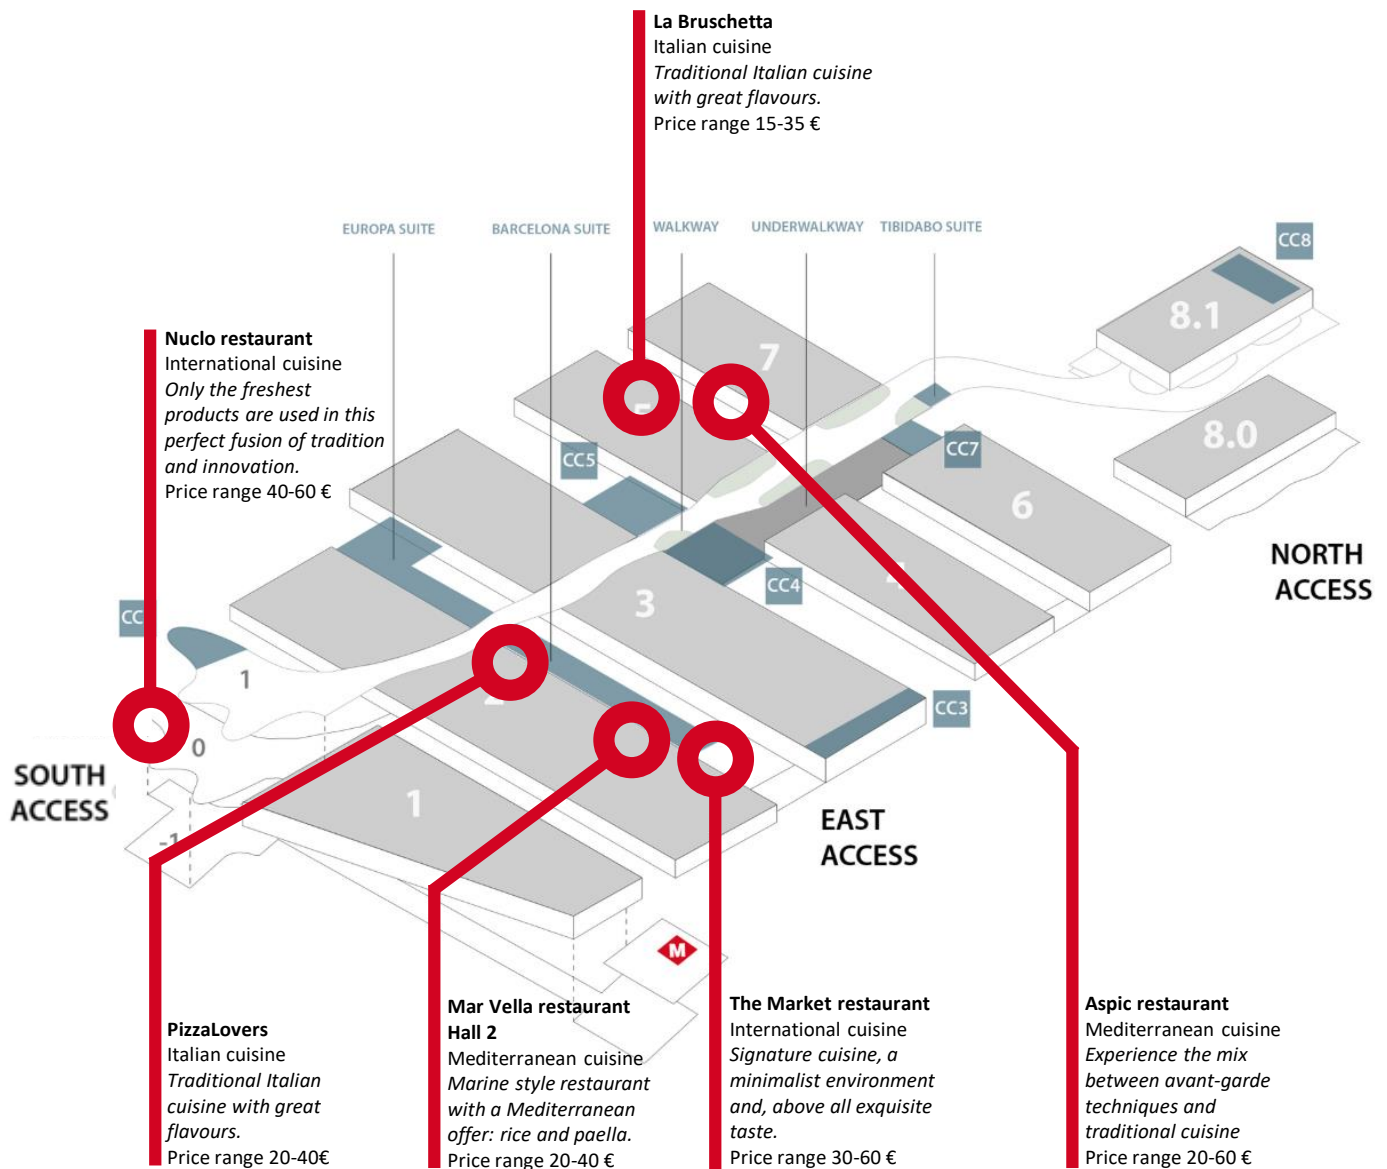 La Bruschetta
Italian cuisine
Traditional Italian cuisine
with great flavours.
Price range 15-35 €
EUROPA SUITE
BARCELONA SUITE
WALKWAY
UNDERWALKWAY
TIBIDABO SUITE
CC8
8.1
7
Nuclo restaurant
International cuisine
Only the freshest
products are used in this
perfect fusion of tradition
and innovation.
Price range 40-60 €
8.0
CC5
CC7
6
NORTH
ACCESS
CC4
3
CC
1
2
CC3
0
SOUTH
ACCESS
1
-1
EAST
ACCESS
M
PizzaLovers
Italian cuisine
Traditional Italian
cuisine with great
flavours.
Price range 20-40€
Mar Vella restaurant
Hall 2
Mediterranean cuisine
Marine style restaurant
with a Mediterranean
offer: rice and paella.
Price range 20-40 €
The Market restaurant
International cuisine
Signature cuisine, a
minimalist environment
and, above all exquisite
taste.
Price range 30-60 €
Aspic restaurant
Mediterranean cuisine
Experience the mix
between avant-garde
techniques and
traditional cuisine
Price range 20-60 €